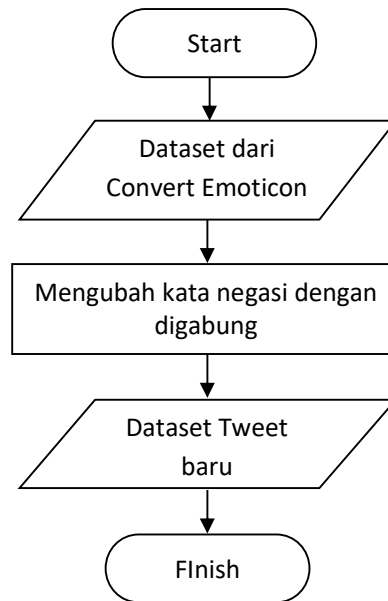 Start
Dataset dari
Convert Emoticon
Mengubah kata negasi dengan
digabung
Dataset Tweet
baru
FInish